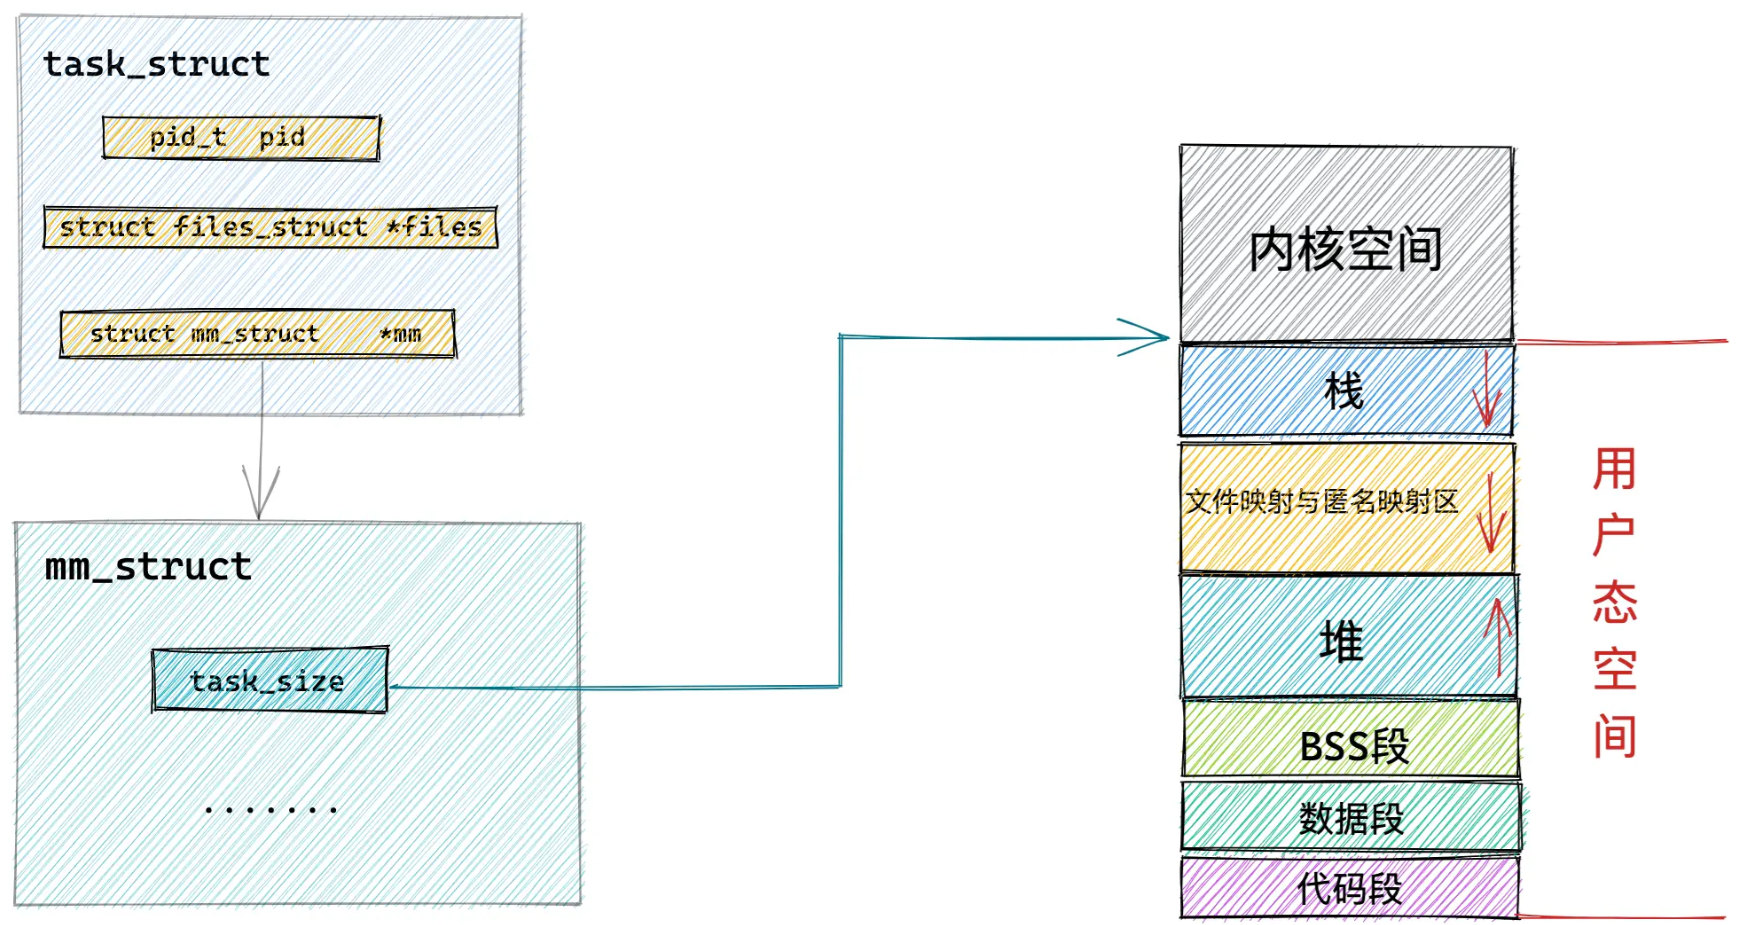 task_struct
pid_t pid
struct files_struct *files
struct mm_struct *mm
mm_struct
task_size
.......
内核空间
栈
文件映射与匿名映射区
堆
BSS段
数据段
代码段
用户态空间